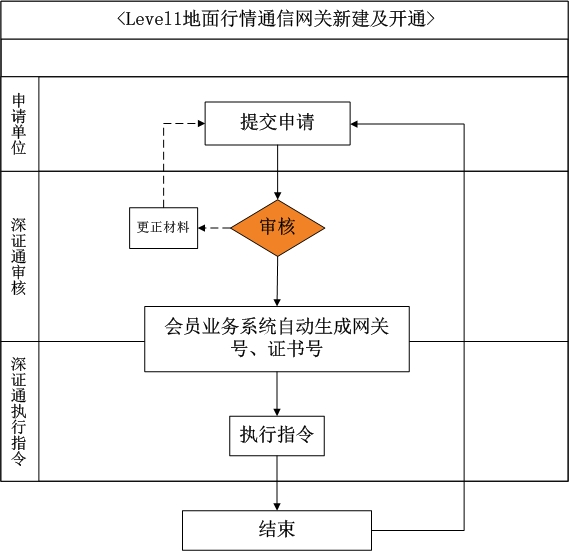 <Level1地面行情通信网关新建及开通>
申请单位
提交申请
深证通审核
更正材料
审核
会员业务系统自动生成网关
号、证书号
深证通执行指令
执行指令
结束